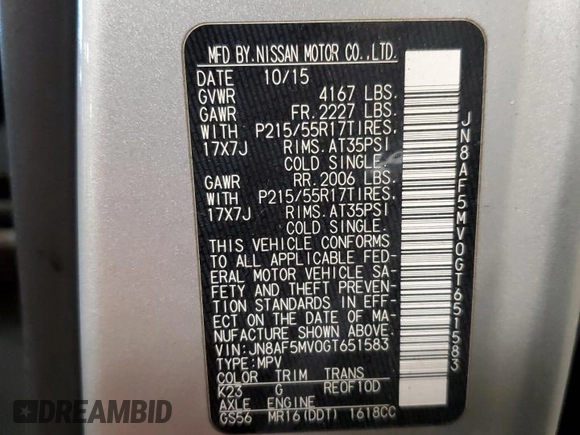 MFD BY.NISSAN MOTOR CO.,LTD.
DATE 10/15
GVWR 4167 LBS.
GAWR FR.2227 LBS.
WITH P215/55R17TIRES,
17X7J RIMS.AT35PSI
COLD SINGLE.
GAWR RR.2006 LBS.
WITH P215/55R17TIRES,
17X7J RIMS.AT35PSI
COLD SINGLE.
THIS VEHICLE CONFORMS
TO ALL APPLICABLE FED-
ERAL MOTOR VEHICLE SA-
FETY AND THEFT PREVEN-
TION STANDARDS IN EFF-
ECT ON THE DATE OF MA-
NUFACTURE SHOWN ABOVE.
VIN:JN8AF5MV0GT651583
TYPE:MPV
COLOR TRIM TRANS
K23 G RE0F10D
AXLE ENGINE
GS56 MR16(DDT) 1618CC
JN8AF5MV0GT651583
DREAMBID